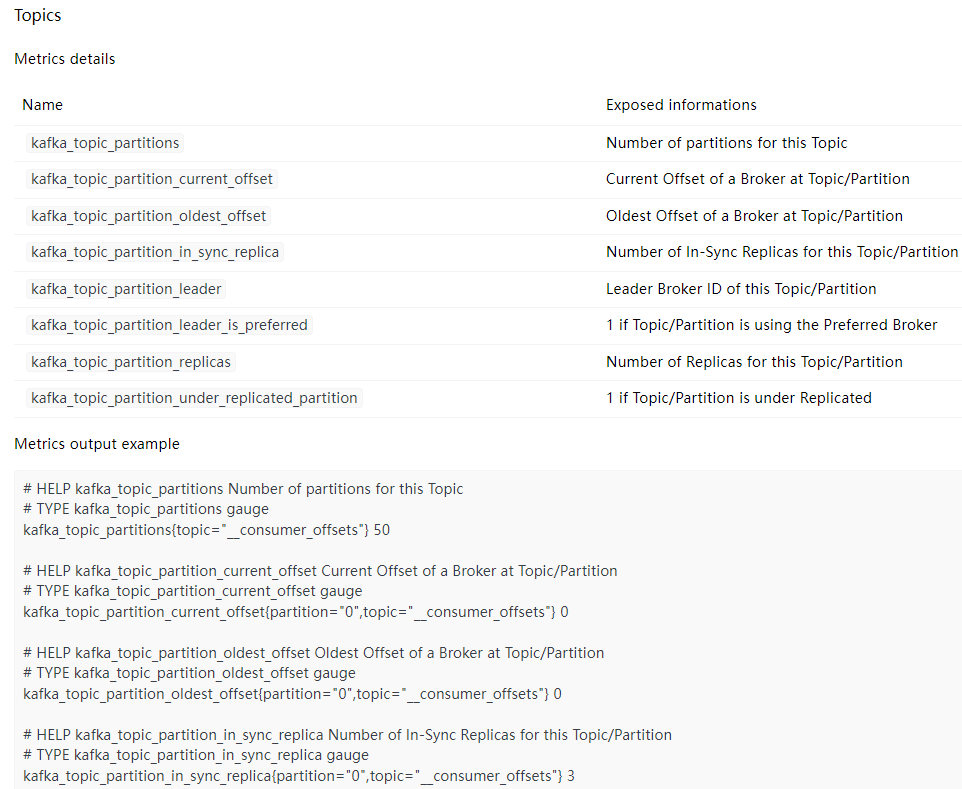 Topics
Metrics details
Name Exposed informations
kafka_topic_partitions Number of partitions for this Topic
kafka_topic_partition_current_offset Current Offset of a Broker at Topic/Partition
kafka_topic_partition_oldest_offset Oldest Offset of a Broker at Topic/Partition
kafka_topic_partition_in_sync_replica Number of In-Sync Replicas for this Topic/Partition
kafka_topic_partition_leader Leader Broker ID of this Topic/Partition
kafka_topic_partition_leader_is_preferred 1 if Topic/Partition is using the Preferred Broker
kafka_topic_partition_replicas Number of Replicas for this Topic/Partition
kafka_topic_partition_under_replicated_partition 1 if Topic/Partition is under Replicated
Metrics output example
# HELP kafka_topic_partitions Number of partitions for this Topic
# TYPE kafka_topic_partitions gauge
kafka_topic_partitions{topic="__consumer_offsets"} 50
# HELP kafka_topic_partition_current_offset Current Offset of a Broker at Topic/Partition
# TYPE kafka_topic_partition_current_offset gauge
kafka_topic_partition_current_offset{partition="0",topic="__consumer_offsets"} 0
# HELP kafka_topic_partition_oldest_offset Oldest Offset of a Broker at Topic/Partition
# TYPE kafka_topic_partition_oldest_offset gauge
kafka_topic_partition_oldest_offset{partition="0",topic="__consumer_offsets"} 0
# HELP kafka_topic_partition_in_sync_replica Number of In-Sync Replicas for this Topic/Partition
# TYPE kafka_topic_partition_in_sync_replica gauge
kafka_topic_partition_in_sync_replica{partition="0",topic="__consumer_offsets"} 3